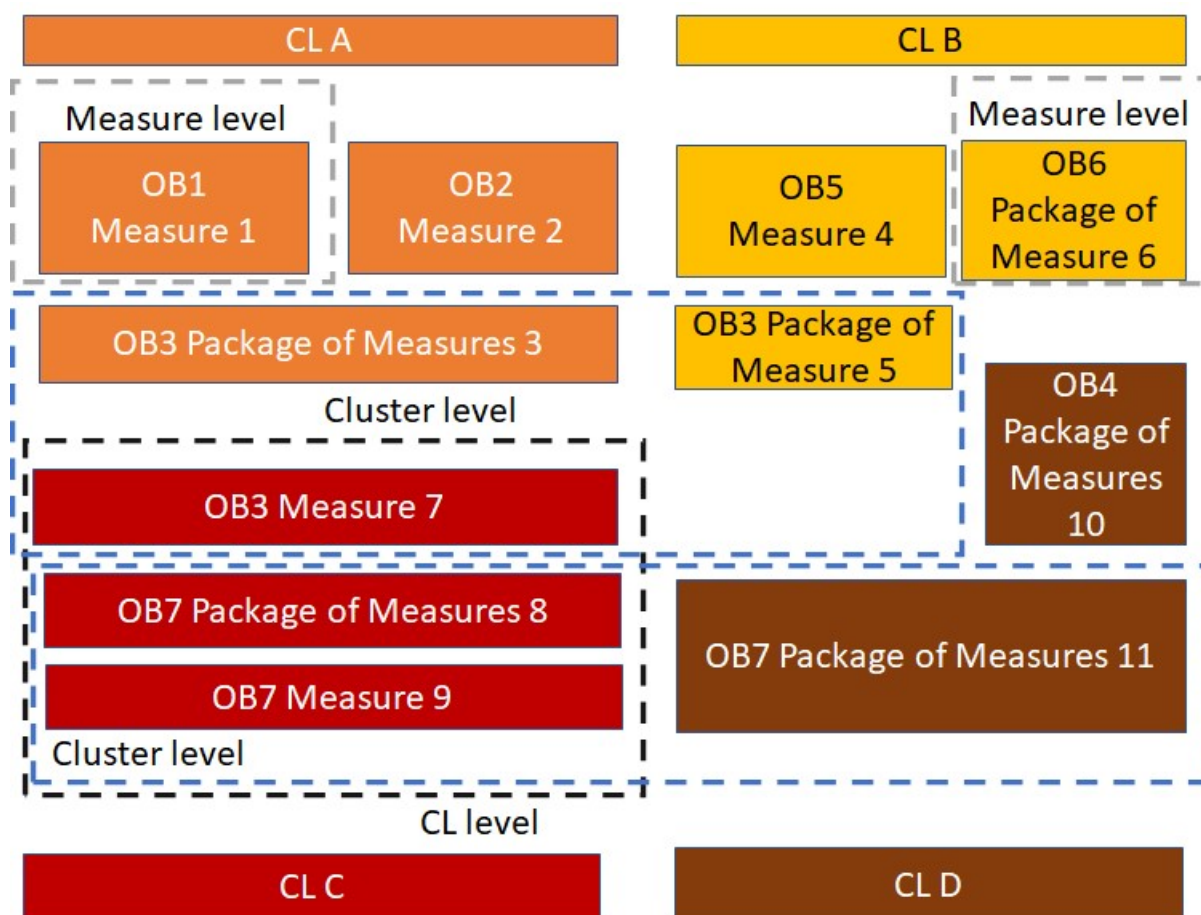 CL A
CL B
Measure level
Measure level
OB1
Measure 1
OB2
Measure 2
OB5
Measure 4
OB6
Package of
Measure 6
OB3 Package of Measures 3
OB3 Package of
Measure 5
Cluster level
OB4
Package of
Measures
10
OB3 Measure 7
OB7 Package of Measures 8
OB7 Measure 9
OB7 Package of Measures 11
Cluster level
CL level
CL C
CL D